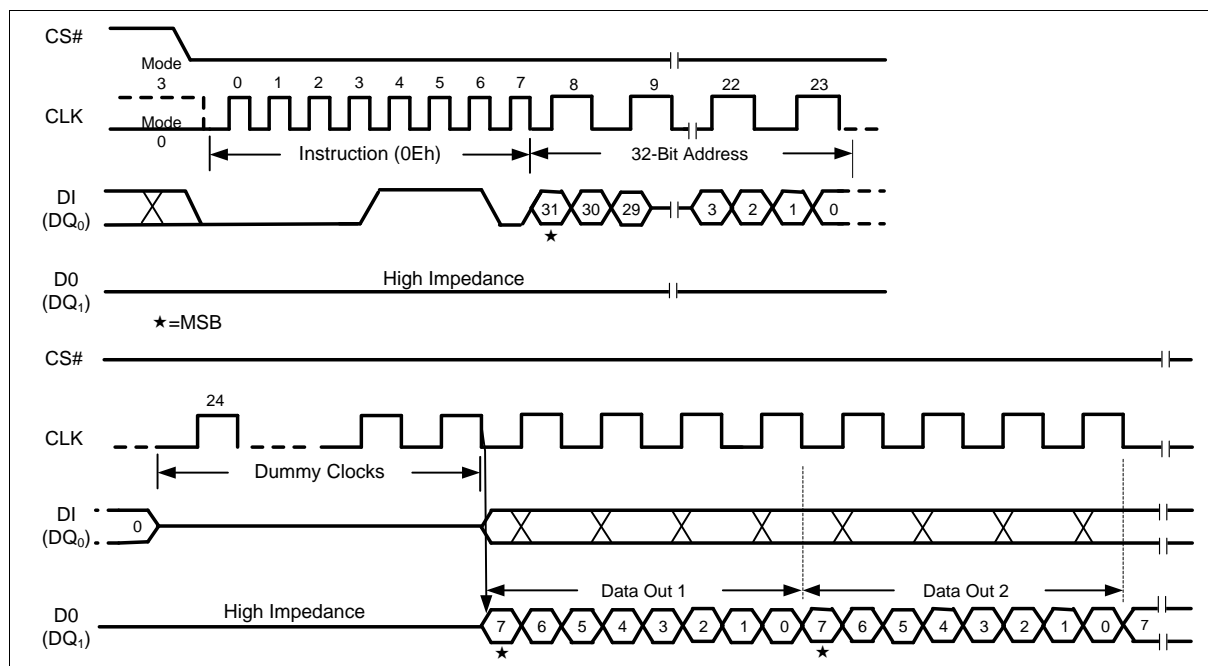 CS#
Mode
3
0 1 2 3 4 5 6 7 8 9 22 23
CLK
Mode
0
Instruction (0Eh) 32-Bit Address
DI
(DQ0)
31 30 29 3 2 1 0
★
D0
(DQ1)
High Impedance
★=MSB
CS#
24
CLK
Dummy Clocks
DI
(DQ0)
0
Data Out 1 Data Out 2
D0
(DQ1)
High Impedance
7 6 5 4 3 2 1 0 7 6 5 4 3 2 1 0 7
★ ★